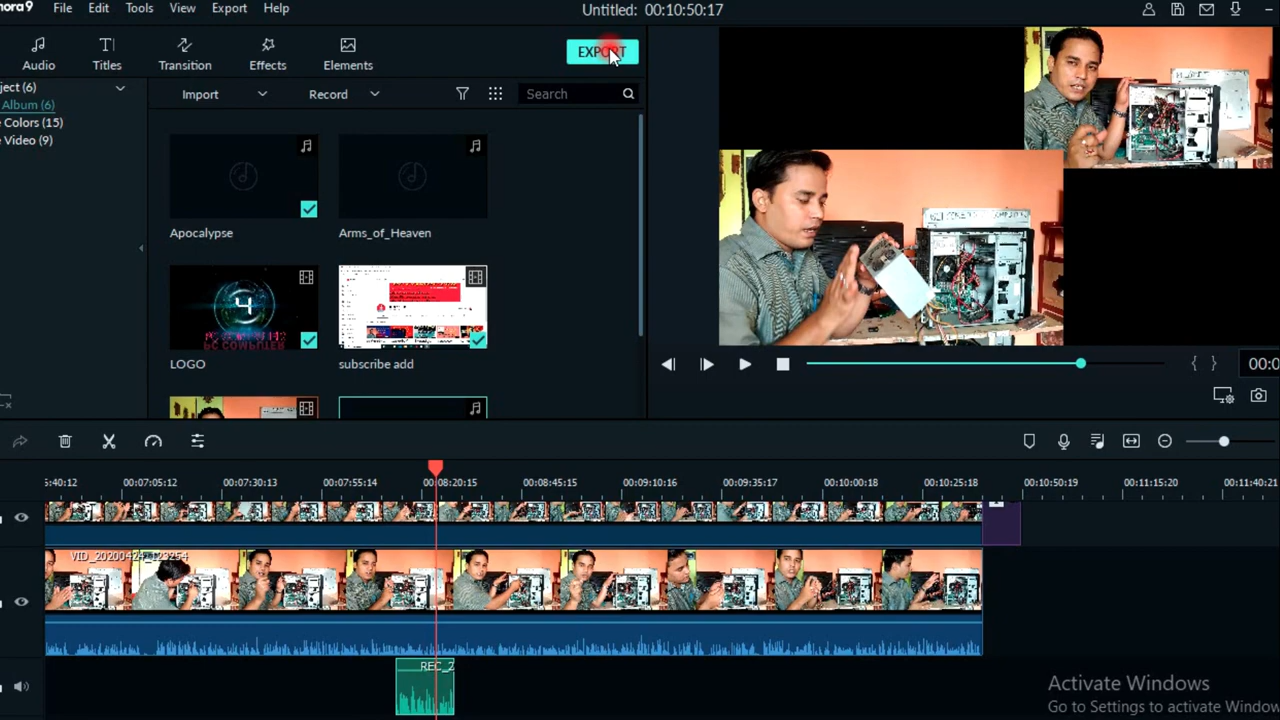 nora9 File Edit Tools View Export Help Untitled: 00:10:50:17
Audio Titles Transition Effects Elements EXPORT
ject (6)
Album (6)
e Colors (15)
e Video (9)
Import Record Search
Apocalypse Arms_of_Heaven
4
LOGO subscribe add
00:0
5:40:12 00:07:05:12 00:07:30:13 00:07:55:14 00:08:20:15 00:08:45:15 00:09:10:16 00:09:35:17 00:10:00:18 00:10:25:18 00:10:50:19 00:11:15:20 00:11:40:21
VID_20200424_123254
REC_2
Activate Windows
Go to Settings to activate Window